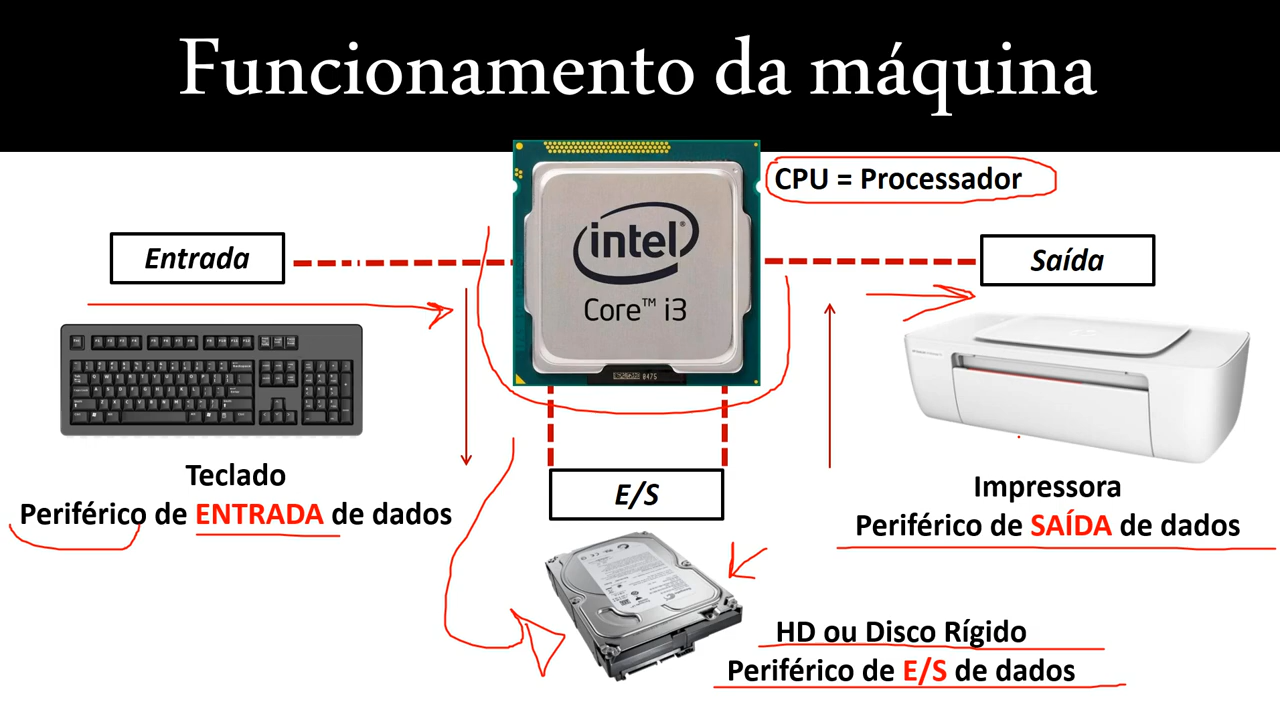 Funcionamento da máquina
CPU = Processador
Entrada
intel®
Core™ i3
Saída
Teclado
Periférico de ENTRADA de dados
E/S
Impressora
Periférico de SAÍDA de dados
HD ou Disco Rígido
Periférico de E/S de dados